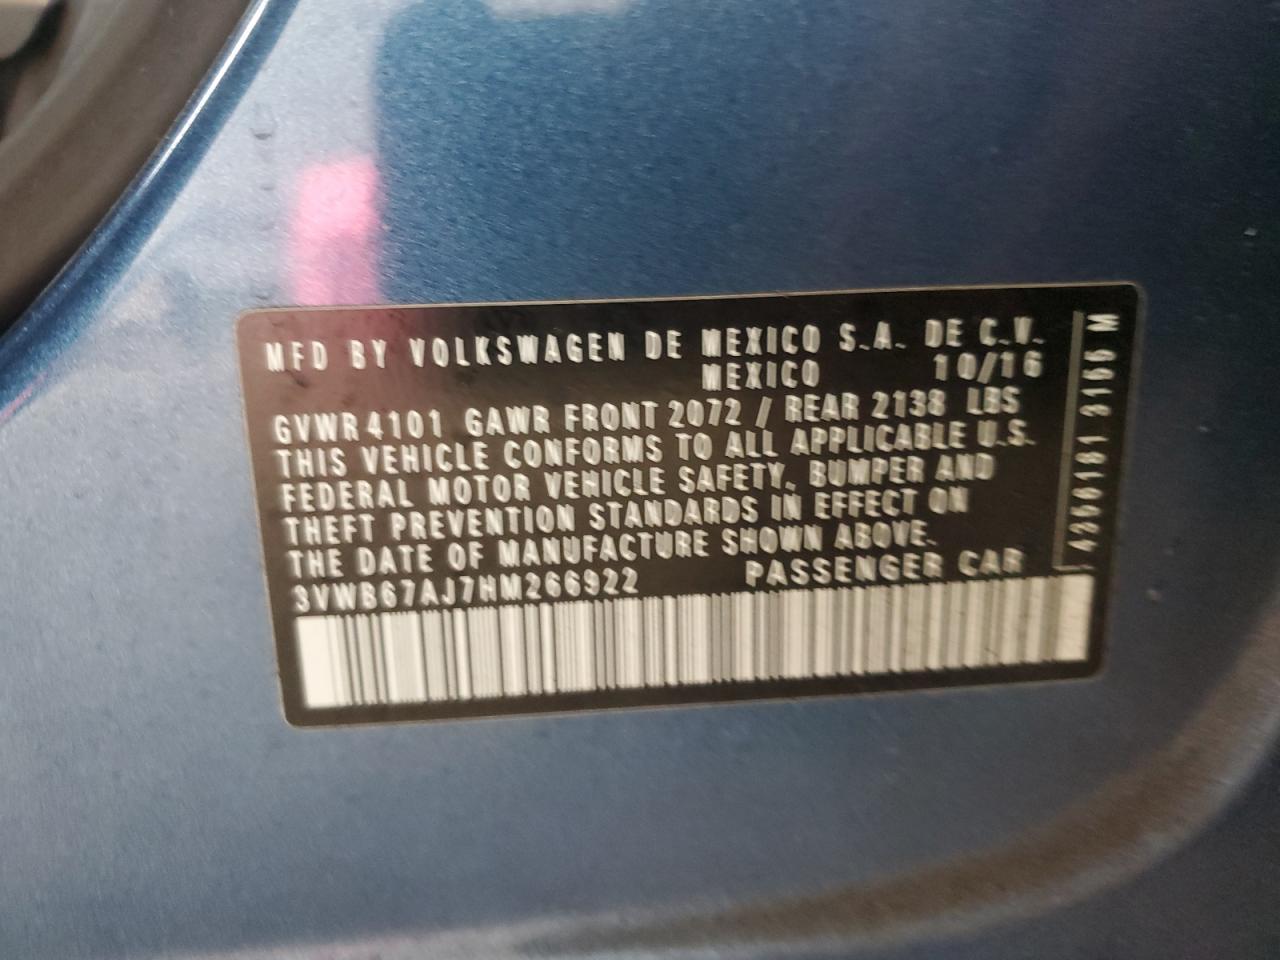 MFD BY VOLKSWAGEN DE MEXICO S.A. DE C.V.
MEXICO 10/16
GVWR 4101 GAWR FRONT 2072 / REAR 2138 LBS
THIS VEHICLE CONFORMS TO ALL APPLICABLE U.S.
FEDERAL MOTOR VEHICLE SAFETY, BUMPER AND
THEFT PREVENTION STANDARDS IN EFFECT ON
THE DATE OF MANUFACTURE SHOWN ABOVE.
3VWB67AJ7HM266922 PASSENGER CAR
M